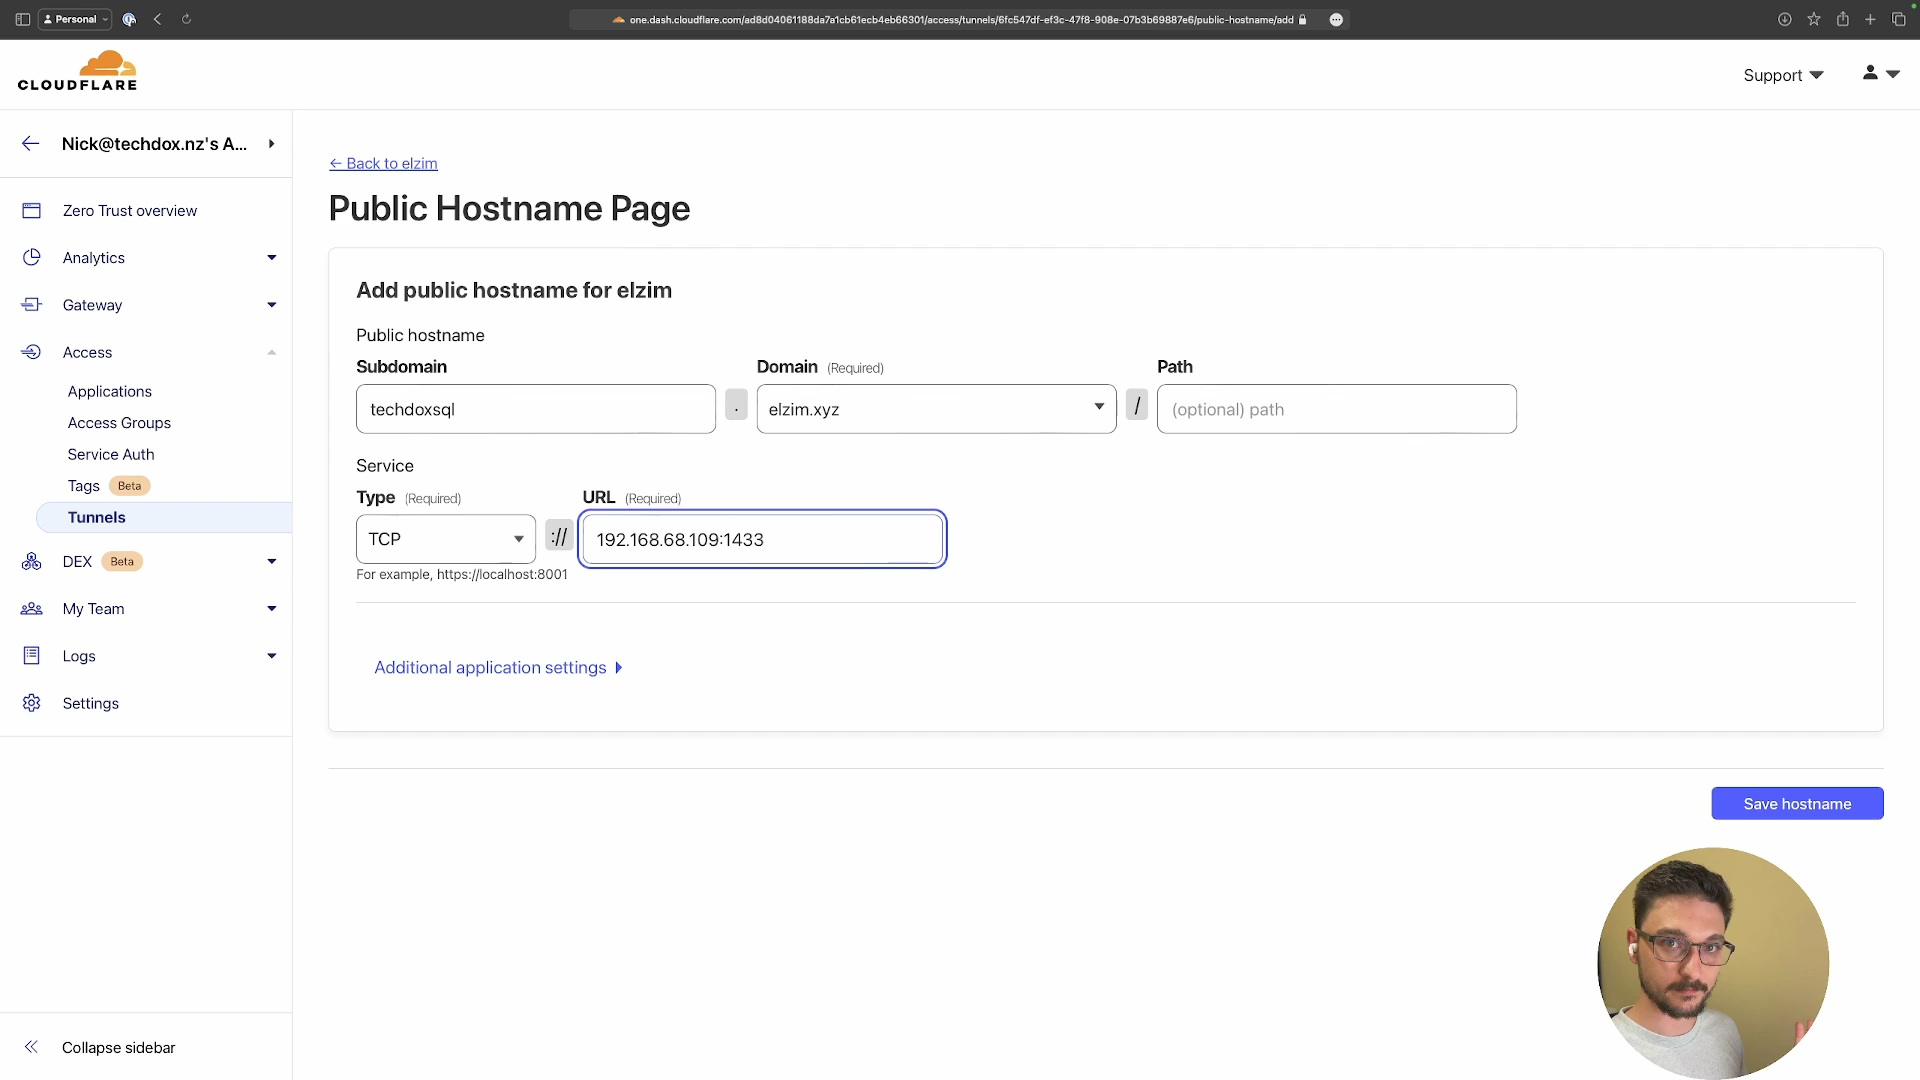 Personal
one.dash.cloudflare.com/ad8d04061188da7a1cb61ecb4eb66301/access/tunnels/6fc547df-ef3c-47f8-908e-07b3b69887e6/public-hostname/add
CLOUDFLARE
Support
Nick@techdox.nz's A...
Zero Trust overview
Analytics
Gateway
Access
Applications
Access Groups
Service Auth
Tags Beta
Tunnels
DEX Beta
My Team
Logs
Settings
Collapse sidebar
← Back to elzim
Public Hostname Page
Add public hostname for elzim
Public hostname
Subdomain Domain (Required) Path
techdoxsql . elzim.xyz / (optional) path
Service
Type (Required) URL (Required)
TCP :// 192.168.68.109:1433
For example, https://localhost:8001
Additional application settings
Save hostname